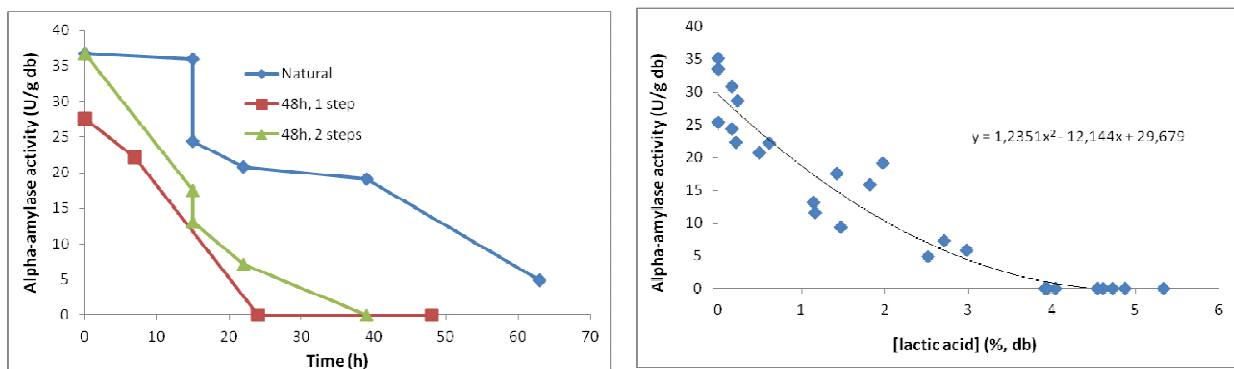 40
35
30
25
20
15
10
5
0
Alpha-amylase activity (U/g db)
Natural
48h, 1 step
48h, 2 steps
0 10 20 30 40 50 60 70
Time (h)
40
35
30
25
20
15
10
5
0
Alpha-amylase activity (U/g db)
y = 1,2351x² - 12,144x + 29,679
0 1 2 3 4 5 6
[lactic acid] (%, db)